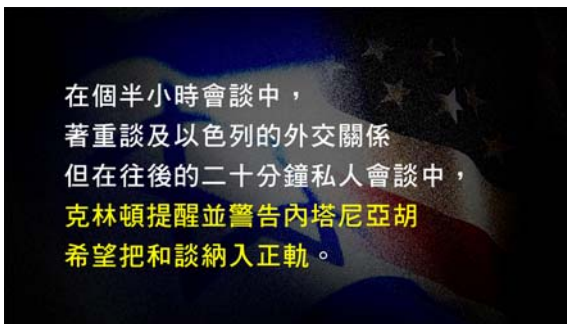 在個半小時會談中，
著重談及以色列的外交關係
但在往後的二十分鐘私人會談中，
克林頓提醒並警告內塔尼亞胡
希望把和談納入正軌。